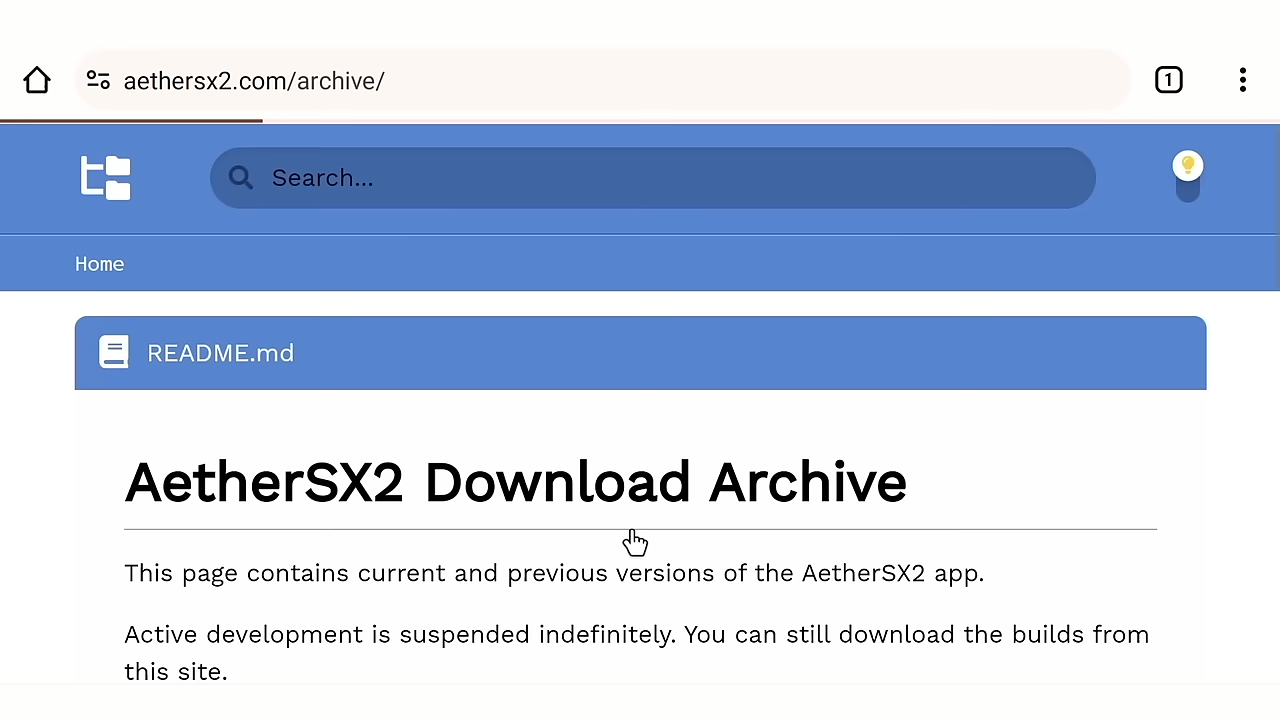 aethersx2.com/archive/
1
Search...
Home
README.md
AetherSX2 Download Archive
This page contains current and previous versions of the AetherSX2 app.
Active development is suspended indefinitely. You can still download the builds from
this site.